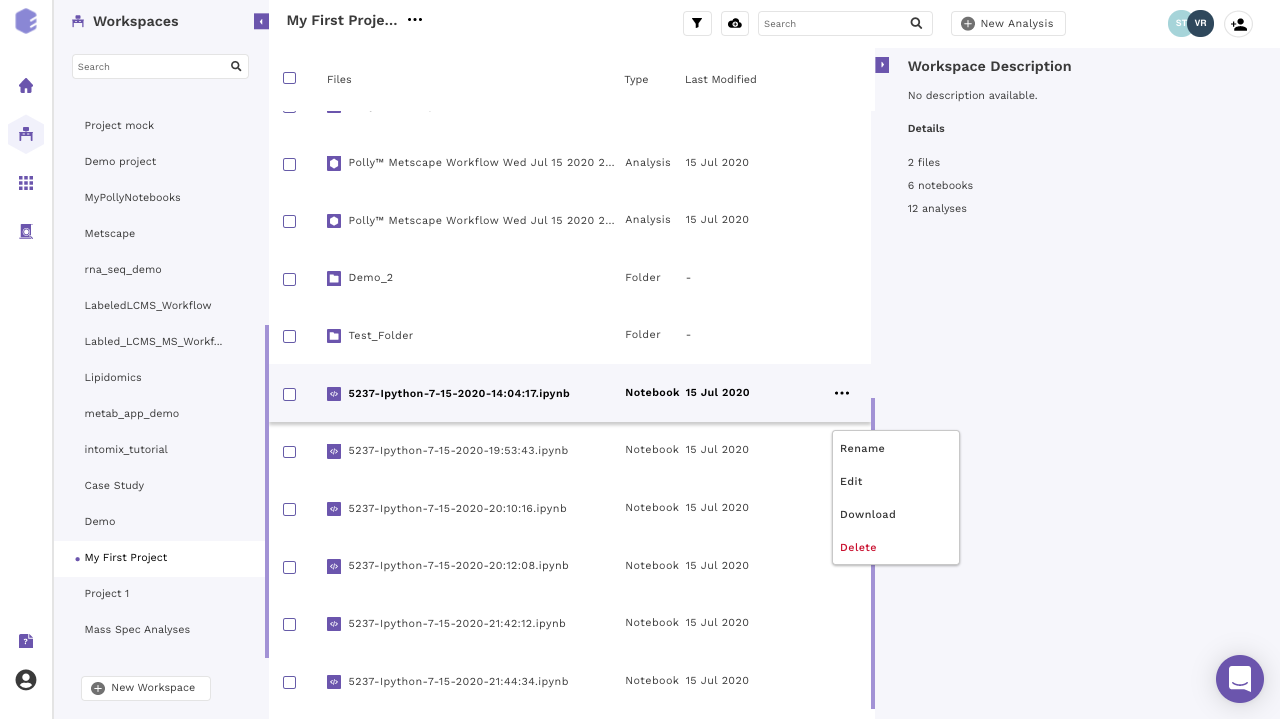 Workspaces
Search
Project mock
Demo project
MyPollyNotebooks
Metscape
rna_seq_demo
LabeledLCMS_Workflow
Labled_LCMS_MS_Workf...
Lipidomics
metab_app_demo
intomix_tutorial
Case Study
Demo
My First Project
Project 1
Mass Spec Analyses
New Workspace
My First Proje...
Search
New Analysis
ST VR
Files Type Last Modified
Polly™ Metscape Workflow Wed Jul 15 2020 2... Analysis 15 Jul 2020
Polly™ Metscape Workflow Wed Jul 15 2020 2... Analysis 15 Jul 2020
Demo_2 Folder -
Test_Folder Folder -
5237-Ipython-7-15-2020-14:04:17.ipynb Notebook 15 Jul 2020
5237-Ipython-7-15-2020-19:53:43.ipynb Notebook 15 Jul 2020
5237-Ipython-7-15-2020-20:10:16.ipynb Notebook 15 Jul 2020
5237-Ipython-7-15-2020-20:12:08.ipynb Notebook 15 Jul 2020
5237-Ipython-7-15-2020-21:42:12.ipynb Notebook 15 Jul 2020
5237-Ipython-7-15-2020-21:44:34.ipynb Notebook 15 Jul 2020
Rename
Edit
Download
Delete
Workspace Description
No description available.
Details
2 files
6 notebooks
12 analyses